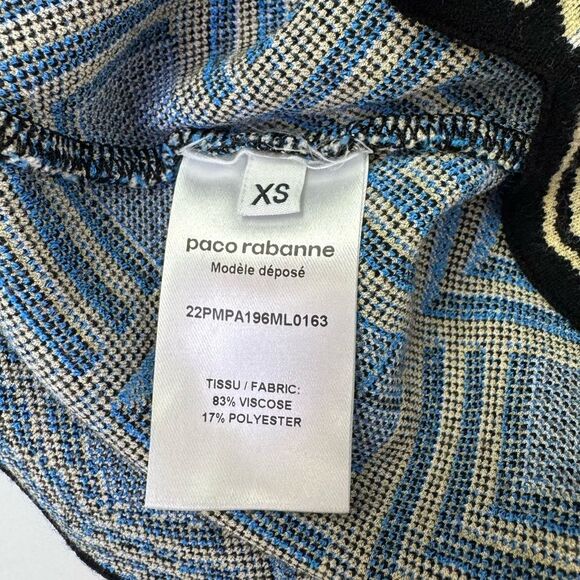 XS
paco rabanne
Modèle déposé
22PMPA196ML0163
TISSU / FABRIC:
83% VISCOSE
17% POLYESTER